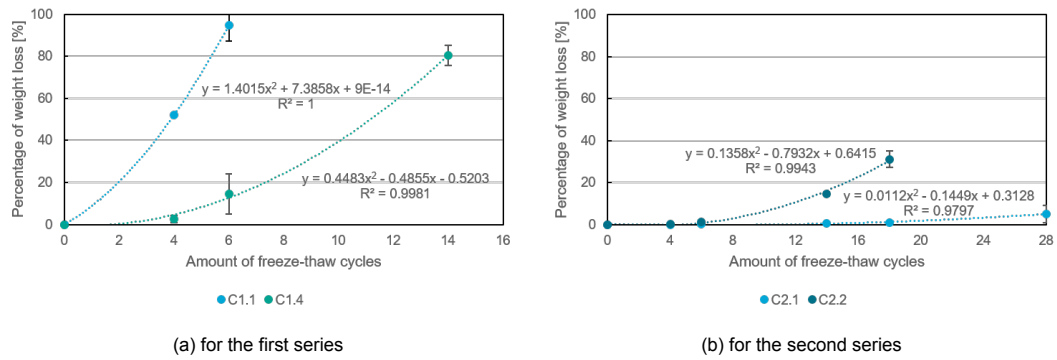 Percentage of weight loss [%]
100
80
60
40
20
0
y = 1.4015x² + 7.3858x + 9E-14
R² = 1
y = 0.4483x² - 0.4855x - 0.5203
R² = 0.9981
0 2 4 6 8 10 12 14 16
Amount of freeze-thaw cycles
C1.1 C1.4
(a) for the first series
Percentage of weight loss [%]
100
80
60
40
20
0
y = 0.1358x² - 0.7932x + 0.6415
R² = 0.9943
y = 0.0112x² - 0.1449x + 0.3128
R² = 0.9797
0 4 8 12 16 20 24 28
Amount of freeze-thaw cycles
C2.1 C2.2
(b) for the second series